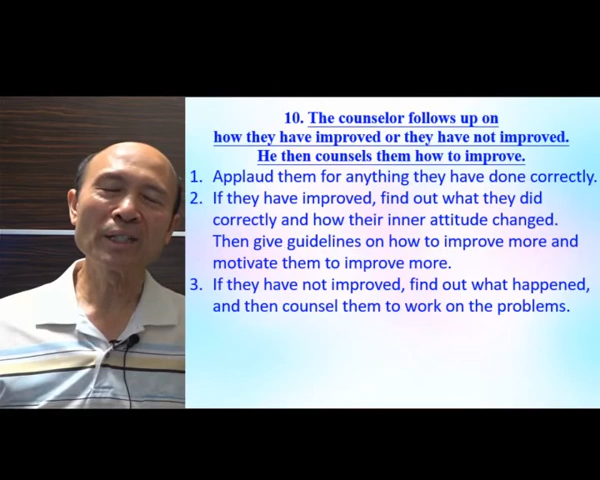 10. The counselor follows up on
how they have improved or they have not improved.
He then counsels them how to improve.
1. Applaud them for anything they have done correctly.
2. If they have improved, find out what they did
correctly and how their inner attitude changed.
Then give guidelines on how to improve more and
motivate them to improve more.
3. If they have not improved, find out what happened,
and then counsel them to work on the problems.